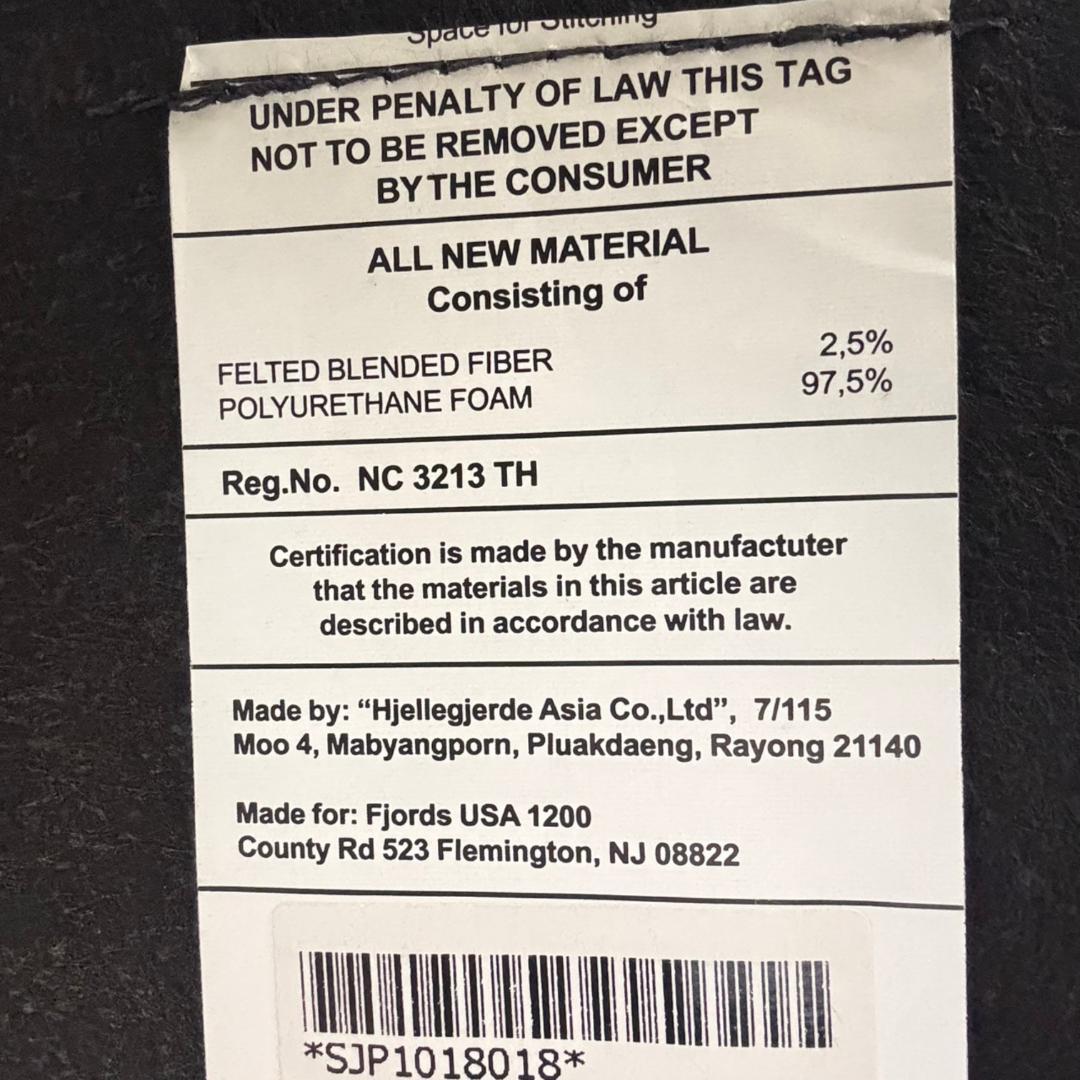 Space for Stitching
UNDER PENALTY OF LAW THIS TAG
NOT TO BE REMOVED EXCEPT
BY THE CONSUMER
ALL NEW MATERIAL
Consisting of
FELTED BLENDED FIBER 2,5%
POLYURETHANE FOAM 97,5%
Reg.No. NC 3213 TH
Certification is made by the manufactuter
that the materials in this article are
described in accordance with law.
Made by: “Hjellegjerde Asia Co.,Ltd”, 7/115
Moo 4, Mabyangporn, Pluakdaeng, Rayong 21140
Made for: Fjords USA 1200
County Rd 523 Flemington, NJ 08822
*SJP1018018*